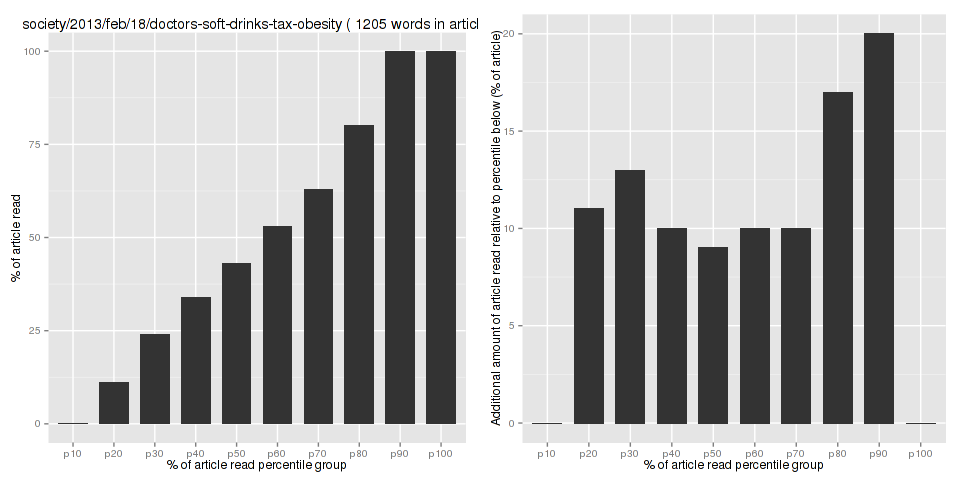 society/2013/feb/18/doctors-soft-drinks-tax-obesity ( 1205 words in articl
% of article read
100
75
50
25
0
p10 p20 p30 p40 p50 p60 p70 p80 p90 p100
% of article read percentile group
Additional amount of article read relative to percentile below (% of article)
20
15
10
5
0
p10 p20 p30 p40 p50 p60 p70 p80 p90 p100
% of article read percentile group